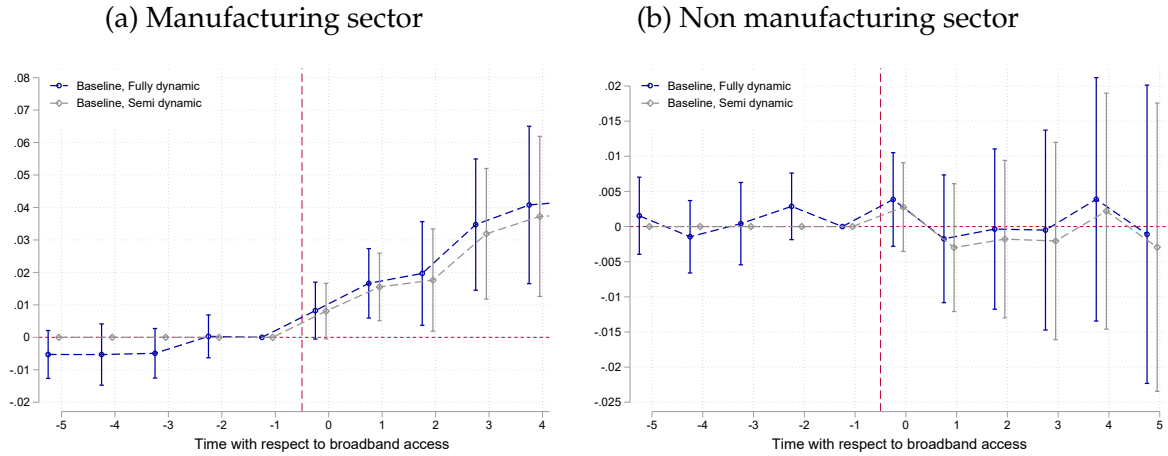 (a) Manufacturing sector
.08
.06
.04
.03
.02
.01
0
-.01
-.02
-5 -4 -3 -2 -1 0 1 2 3 4
Time with respect to broadband access
Baseline, Fully dynamic
Baseline, Semi dynamic
(b) Non manufacturing sector
.02
.015
.01
.005
0
-.005
-.01
-.015
-.02
-.025
-5 -4 -3 -2 -1 0 1 2 3 4 5
Time with respect to broadband access
Baseline, Fully dynamic
Baseline, Semi dynamic